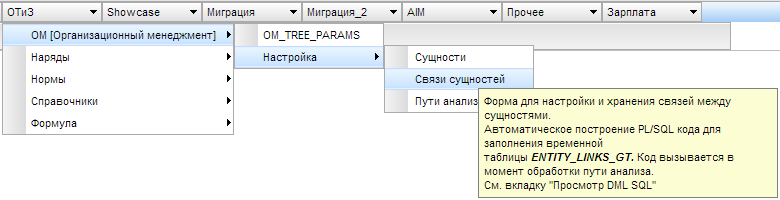 ОТиЗ Showcase Миграция Миграция_2 AIM Прочее Зарплата
ОМ [Организационный менеджмент]
Наряды
Нормы
Справочники
Формула
OM_TREE_PARAMS
Настройка
Сущности
Связи сущностей
Пути анализ
Форма для настройки и хранения связей между
сущностями.
Автоматическое построение PL/SQL кода для
заполнения временной
таблицы ENTITY_LINKS_GT. Код вызывается в
момент обработки пути анализа.
См. вкладку "Просмотр DML SQL"